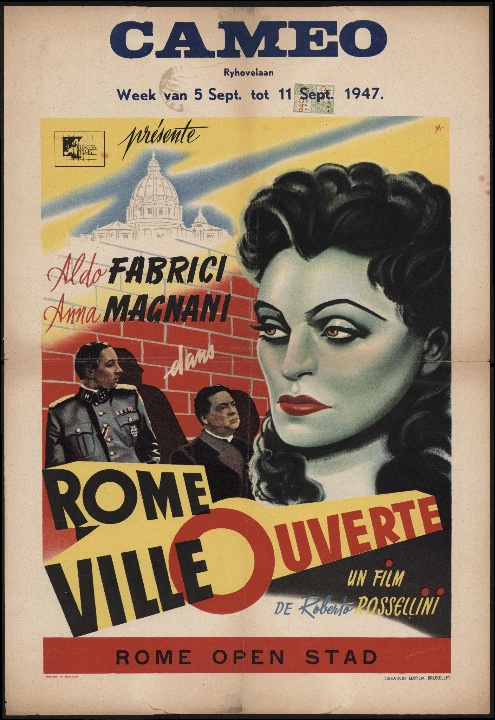 CAMEO
Ryhovelaan
Week van 5 Sept. tot 11 Sept. 1947.
présente
Aldo FABRICI
Anna MAGNANI
dans
ROME
VILLE OUVERTE
UN FILM
DE Roberto ROSSELLINI
ROME OPEN STAD